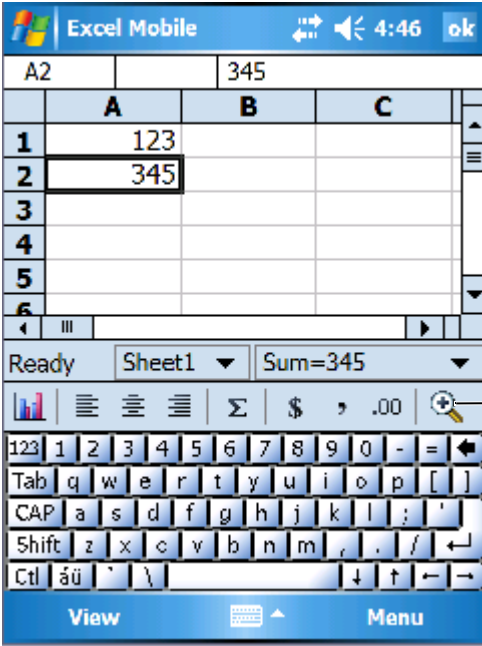 Excel Mobile 4:46 ok
A2 345
A B C
1 123
2 345
3
4
5
6
Ready Sheet1 Sum=345
Σ $ , .00
123 1 2 3 4 5 6 7 8 9 0 - =
Tab q w e r t y u i o p [ ]
CAP a s d f g h j k l ; '
Shift z x c v b n m , . /
Ctl áü ` \
View Menu